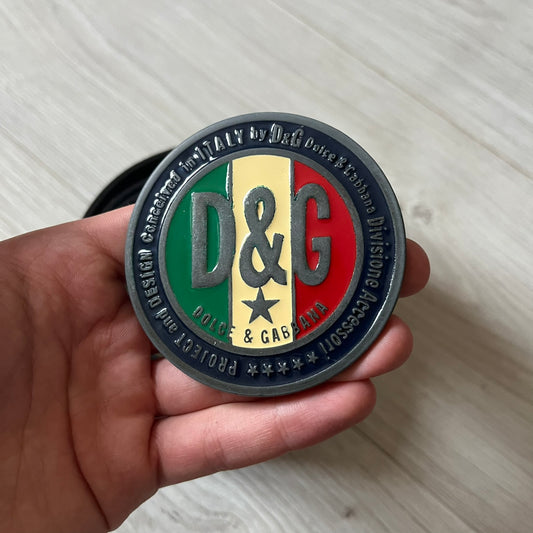 PROJECT and DESIGN conceived in ITALY by D&G Dolce & Gabbana Divisione Accessori
D&G
DOLCE & GABBANA